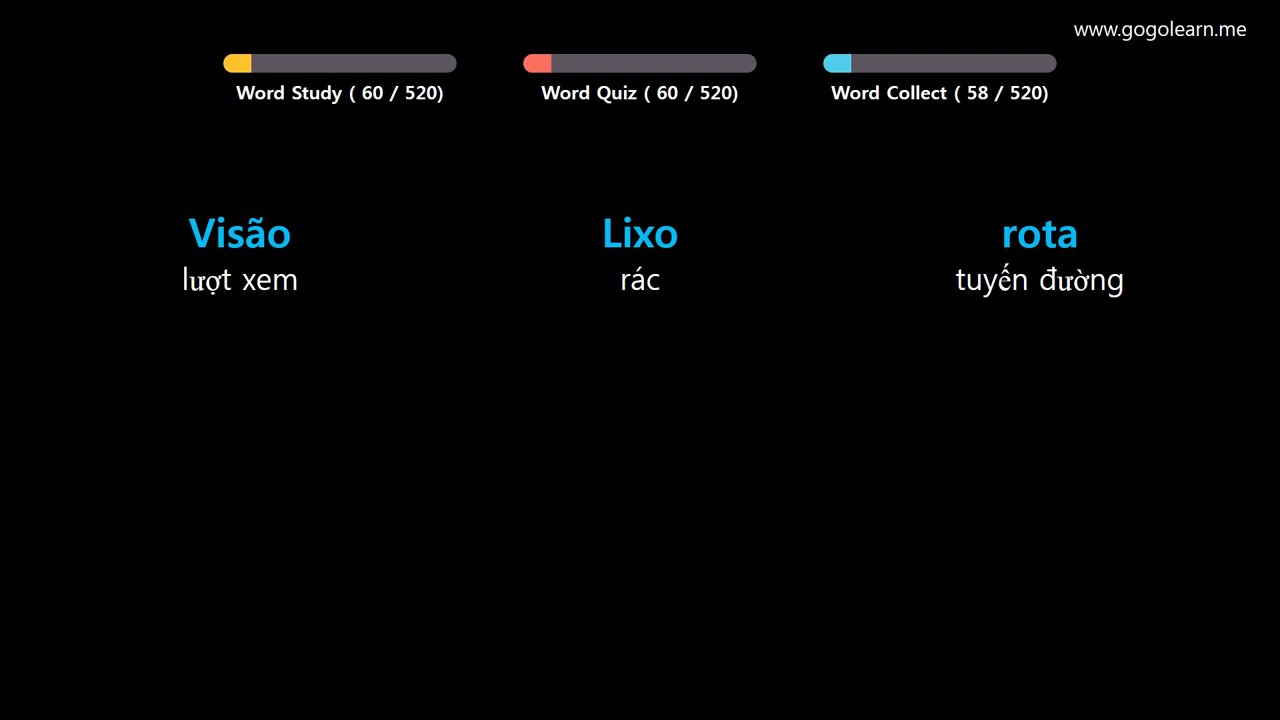 www.gogolearn.me
Word Study ( 60 / 520)
Word Quiz ( 60 / 520)
Word Collect ( 58 / 520)
Visão
lượt xem
Lixo
rác
rota
tuyến đường